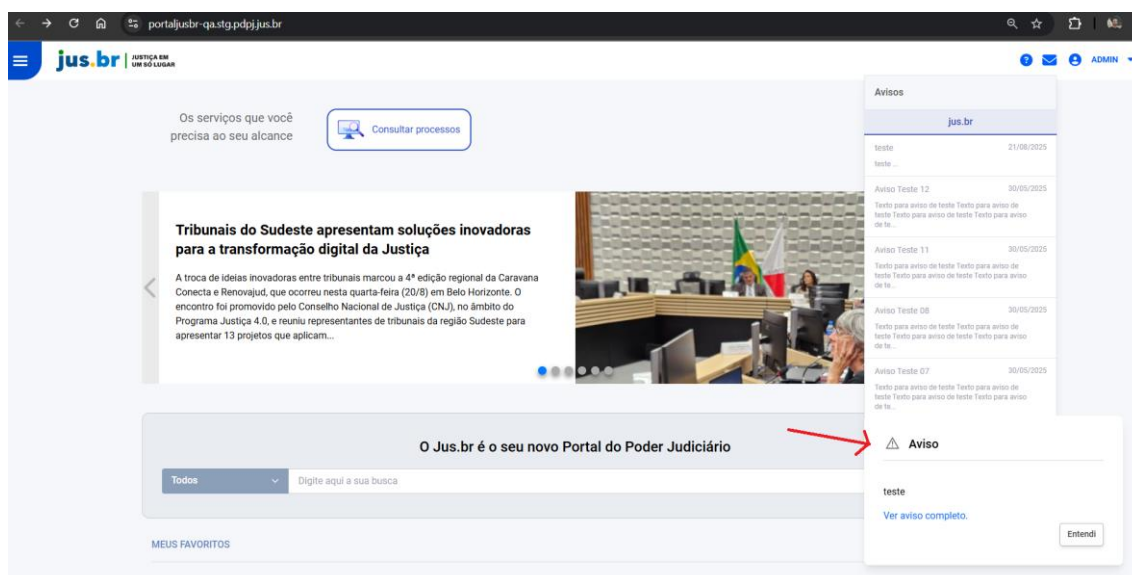 portaljusbr-qa.stg.pdpj.jus.br
jus.br
JUSTIÇA EM
UM SÓ LUGAR
ADMIN
Os serviços que você
precisa ao seu alcance
Consultar processos
Tribunais do Sudeste apresentam soluções inovadoras
para a transformação digital da Justiça
A troca de ideias inovadoras entre tribunais marcou a 4ª edição regional da Caravana
Conecta e Renovajud, que ocorreu nesta quarta-feira (20/8) em Belo Horizonte. O
encontro foi promovido pelo Conselho Nacional de Justiça (CNJ), no âmbito do
Programa Justiça 4.0, e reuniu representantes de tribunais da região Sudeste para
apresentar 13 projetos que aplicam...
Avisos
jus.br
teste 21/08/2025
teste ...
Aviso Teste 12 30/05/2025
Texto para aviso de teste Texto para aviso de
teste Texto para aviso de teste Texto para aviso
de te...
Aviso Teste 11 30/05/2025
Texto para aviso de teste Texto para aviso de
teste Texto para aviso de teste Texto para aviso
de te...
Aviso Teste 08 30/05/2025
Texto para aviso de teste Texto para aviso de
teste Texto para aviso de teste Texto para aviso
de te...
Aviso Teste 07 30/05/2025
Texto para aviso de teste Texto para aviso de
teste Texto para aviso de teste Texto para aviso
de te...
Aviso
teste
Ver aviso completo.
Entendi
O Jus.br é o seu novo Portal do Poder Judiciário
Todos
Digite aqui a sua busca
MEUS FAVORITOS